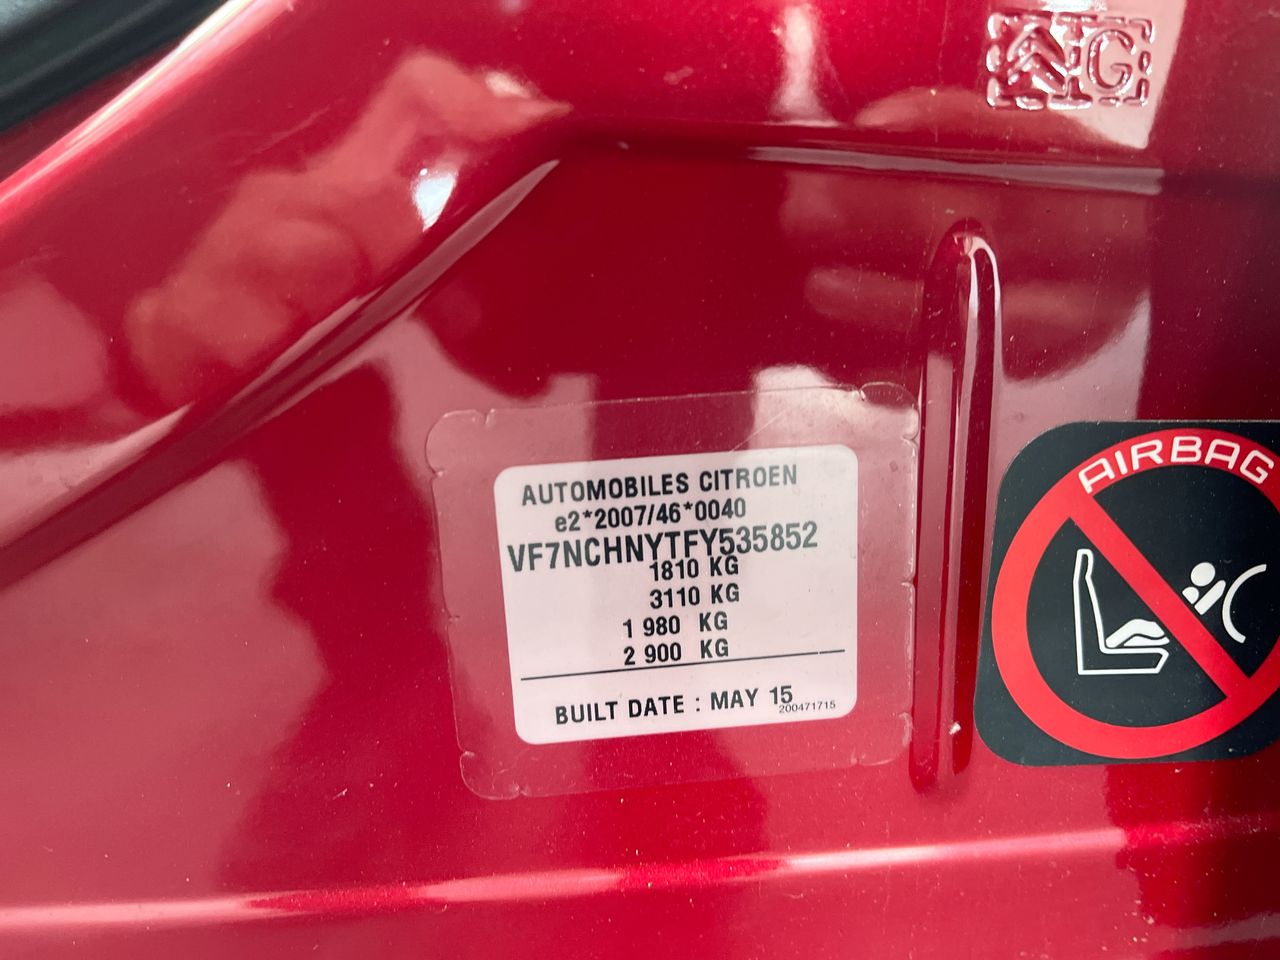 G
AUTOMOBILES CITROEN
e2*2007/46*0040
VF7NCHNYTFY535852
1810 KG
3110 KG
1 980 KG
2 900 KG
BUILT DATE : MAY 15
200471715
AIRBAG